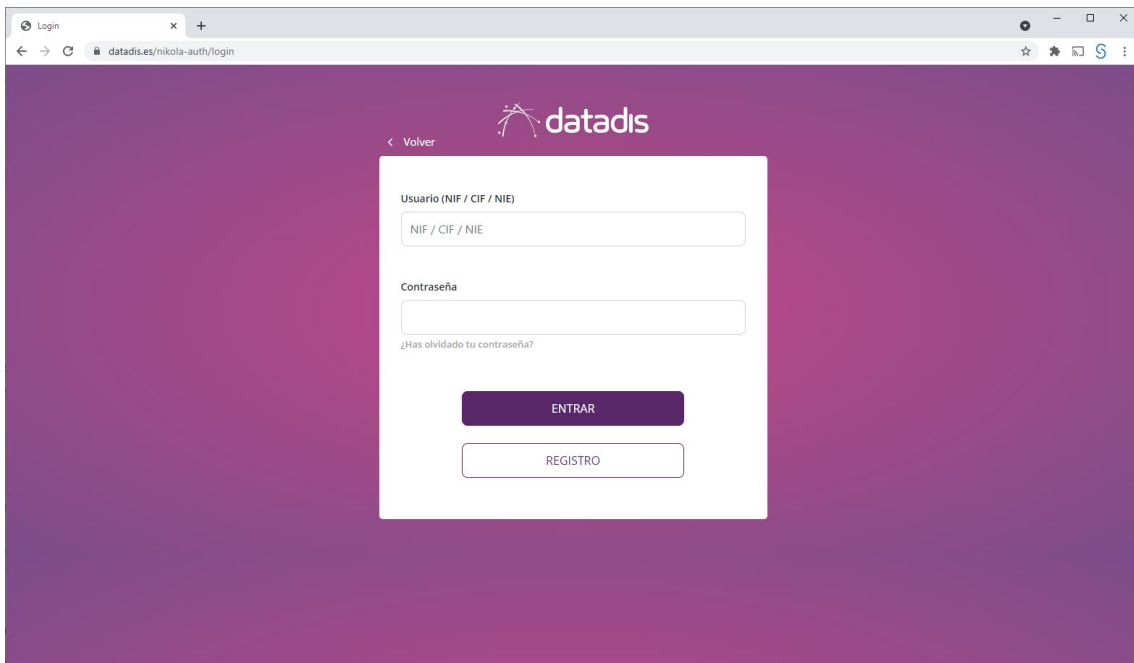 Login
datadis.es/nikola-auth/login
datadis
Volver
Usuario (NIF / CIF / NIE)
NIF / CIF / NIE
Contraseña
¿Has olvidado tu contraseña?
ENTRAR
REGISTRO